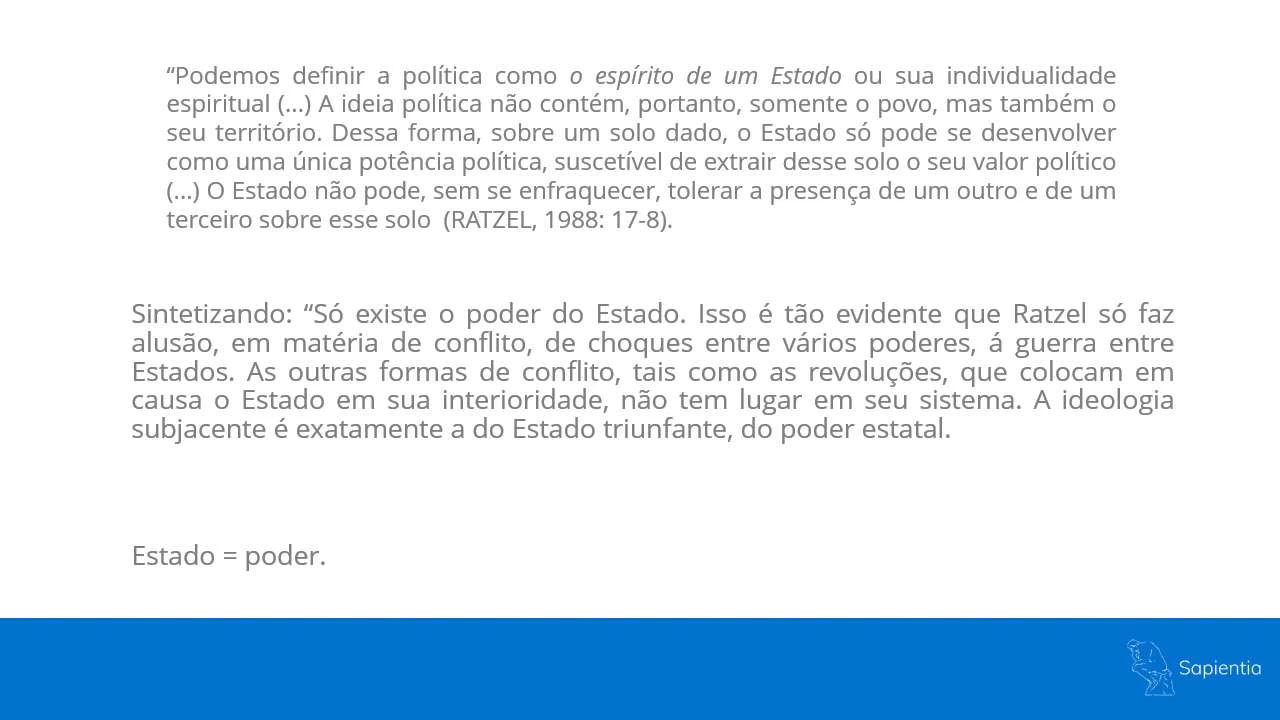 “Podemos definir a política como o espírito de um Estado ou sua individualidade
espiritual (...) A ideia política não contém, portanto, somente o povo, mas também o
seu território. Dessa forma, sobre um solo dado, o Estado só pode se desenvolver
como uma única potência política, suscetível de extrair desse solo o seu valor político
(...) O Estado não pode, sem se enfraquecer, tolerar a presença de um outro e de um
terceiro sobre esse solo (RATZEL, 1988: 17-8).
Sintetizando: “Só existe o poder do Estado. Isso é tão evidente que Ratzel só faz
alusão, em matéria de conflito, de choques entre vários poderes, á guerra entre
Estados. As outras formas de conflito, tais como as revoluções, que colocam em
causa o Estado em sua interioridade, não tem lugar em seu sistema. A ideologia
subjacente é exatamente a do Estado triunfante, do poder estatal.
Estado = poder.
Sapientia